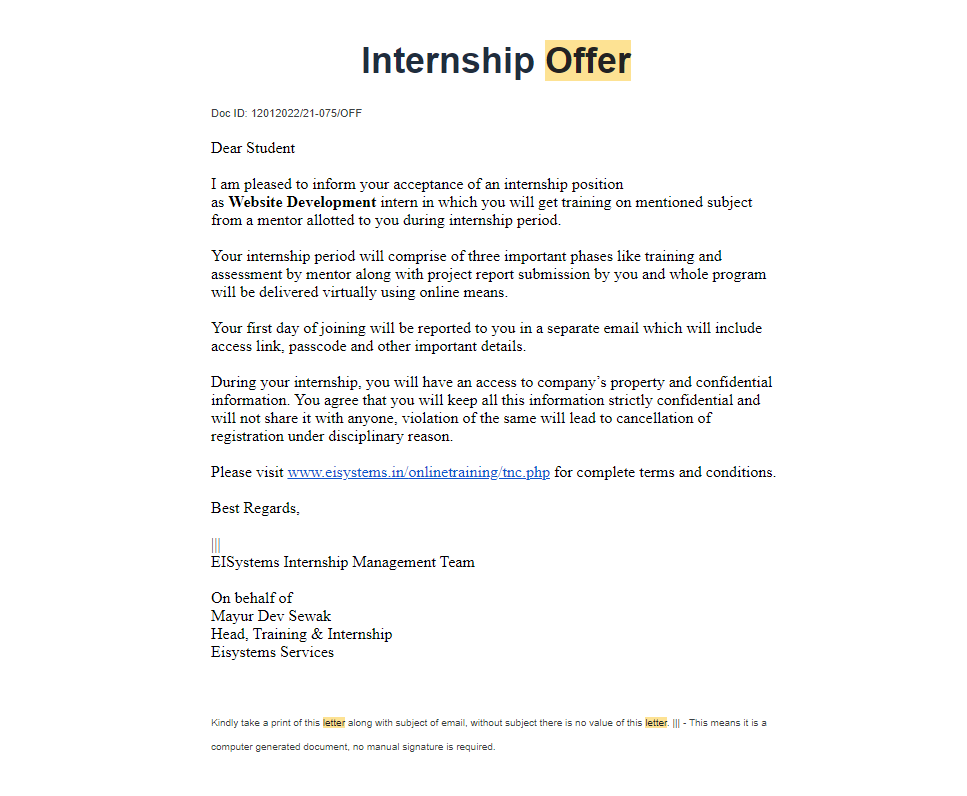 Internship Offer
Doc ID: 12012022/21-075/OFF
Dear Student
I am pleased to inform your acceptance of an internship position
as Website Development intern in which you will get training on mentioned subject
from a mentor allotted to you during internship period.
Your internship period will comprise of three important phases like training and
assessment by mentor along with project report submission by you and whole program
will be delivered virtually using online means.
Your first day of joining will be reported to you in a separate email which will include
access link, passcode and other important details.
During your internship, you will have an access to company’s property and confidential
information. You agree that you will keep all this information strictly confidential and
will not share it with anyone, violation of the same will lead to cancellation of
registration under disciplinary reason.
Please visit www.eisystems.in/onlinetraining/tnc.php for complete terms and conditions.
Best Regards,
|||
EISystems Internship Management Team
On behalf of
Mayur Dev Sewak
Head, Training & Internship
Eisystems Services
Kindly take a print of this letter along with subject of email, without subject there is no value of this letter. ||| - This means it is a
computer generated document, no manual signature is required.